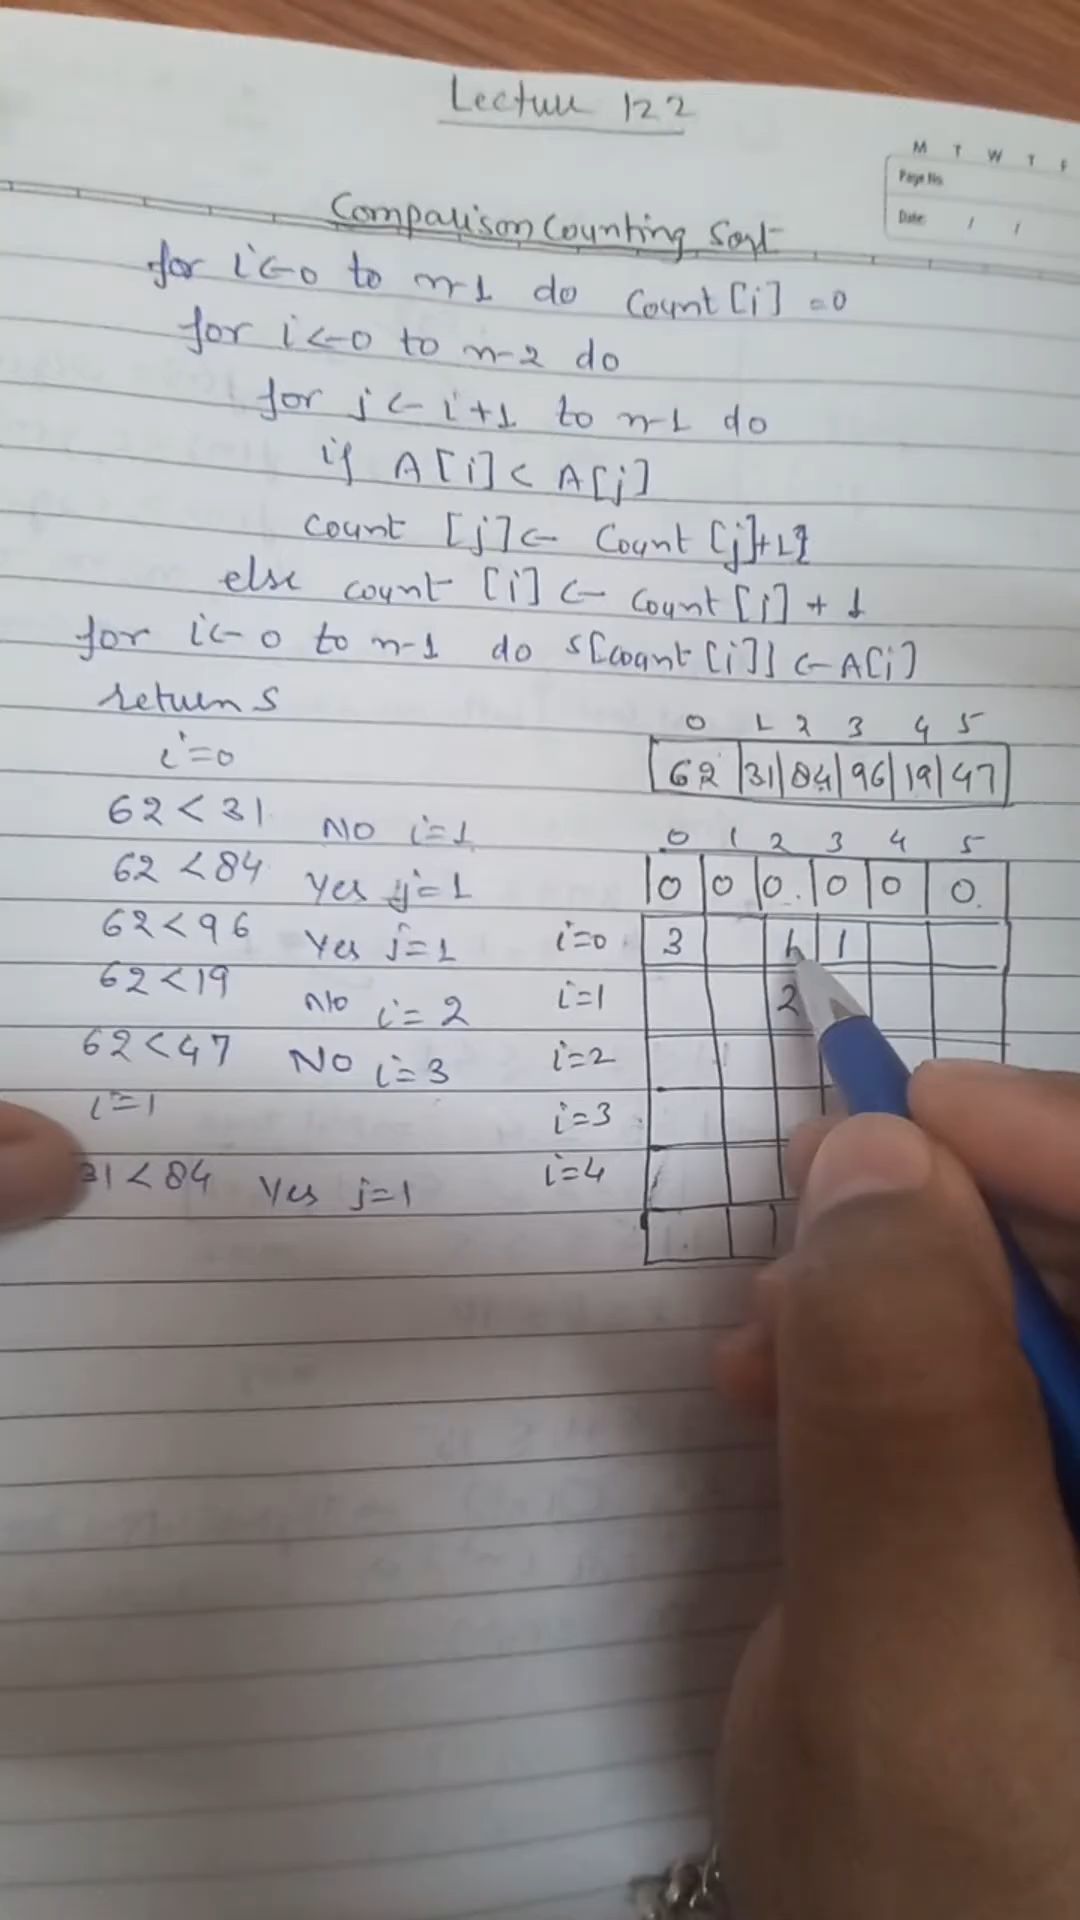 Lecture 122
M T W T F
Page No.
Date: / /
Comparison Counting Sort
for i<-0 to n-1 do Count[i] =0
for i<-0 to n-2 do
for j<-i+1 to n-1 do
if A[i]< A[j]
Count [j]<- Count [j]+1}
else count [i] <- Count[i] + 1
for i<-0 to n-1 do S[Count[i]] <- A[i]
return S
0 1 2 3 4 5
i=0
62 31 84 96 19 47
62 < 31 NO i=1
0 1 2 3 4 5
62 <84 Yes j=1
0 0 0. 0 0 0.
62<96 Yes j=1
i=0 3 1 1
62<19 No i=2
i=1 2
62<47 NO i=3
i=2
i=1
i=3
31<84 Yes j=1
i=4